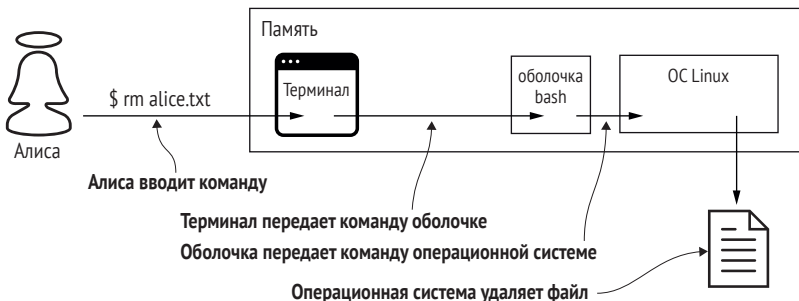 Память
Терминал
оболочка
bash
ОС Linux
$ rm alice.txt
Алиса
Алиса вводит команду
Терминал передает команду оболочке
Оболочка передает команду операционной системе
Операционная система удаляет файл